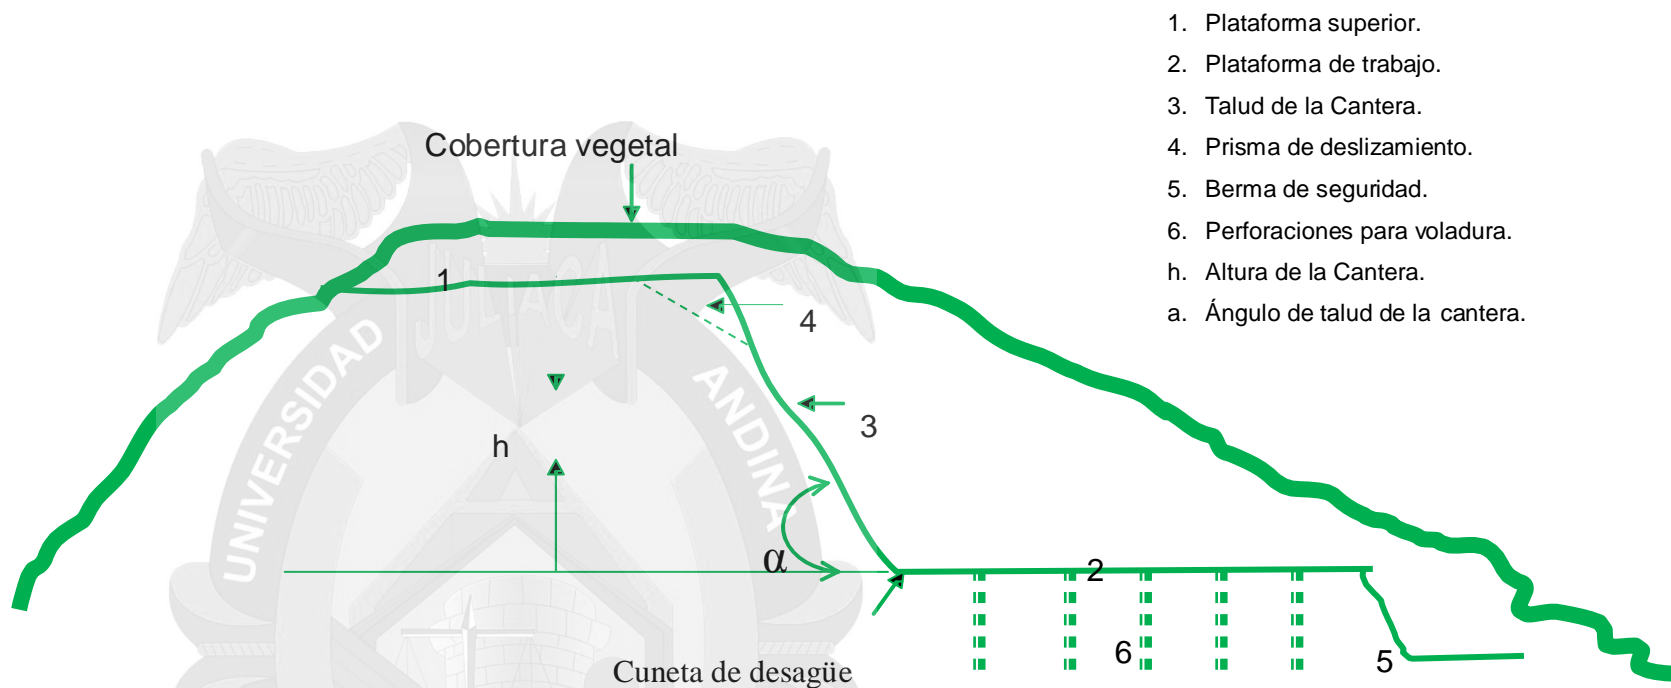 1. Plataforma superior.
2. Plataforma de trabajo.
3. Talud de la Cantera.
4. Prisma de deslizamiento.
5. Berma de seguridad.
6. Perforaciones para voladura.
h. Altura de la Cantera.
a. Ángulo de talud de la cantera.
Cobertura vegetal
1
4
JULIACA
UNIVERSIDAD
ANDINA
3
h
α
2
6
5
Cuneta de desagüe